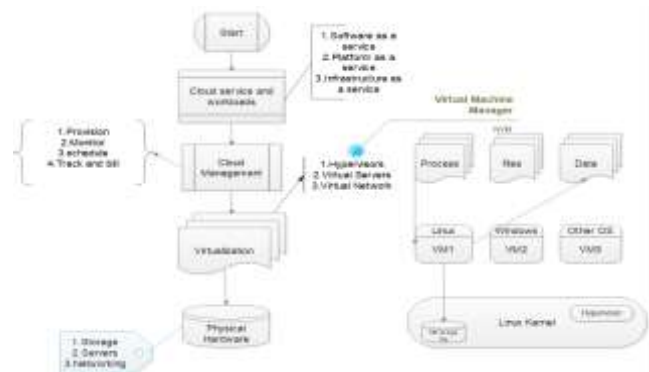 Start
1. Software as a
service
2. Platform as a
service
3. Infrastructure as
a service
Cloud service and
workloads
Virtual Machine
Manager
1. Provision
2. Monitor
3. schedule
4. Track and bill
Cloud
Management
1. Hypervisors
2. Virtual Servers
3. Virtual Network
Process
Data
Virtualization
Linux
VM1
Windows
VM2
Other OS
VM3
Physical
Hardware
1. Storage
2. Servers
3. Networking
Linux Kernel
Hypervisor